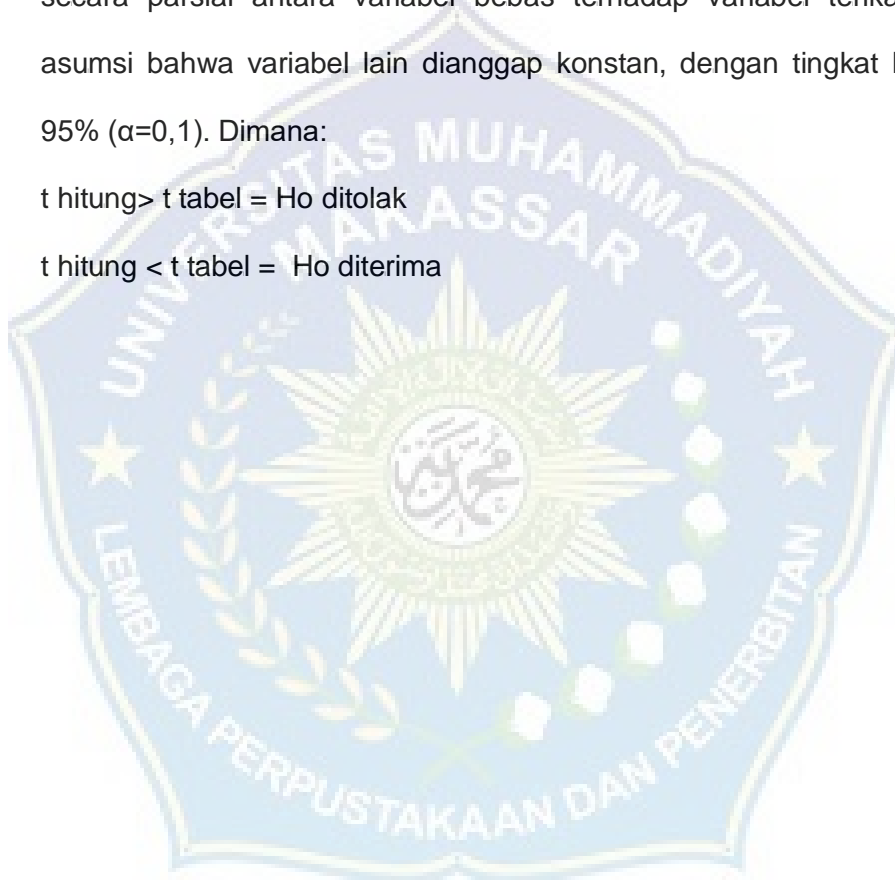 secara parsial antara variabel bebas terhadap variabel
asumsi bahwa variabel lain dianggap konstan, dengan tingkat
95% (α=0,1). Dimana:
t hitung> t tabel = Ho ditolak
t hitung < t tabel = Ho diterima
UNIVERSITAS MUHAMMADIYAH
MAKASSAR
LEMBAGA PERPUSTAKAAN DAN PENERBITAN